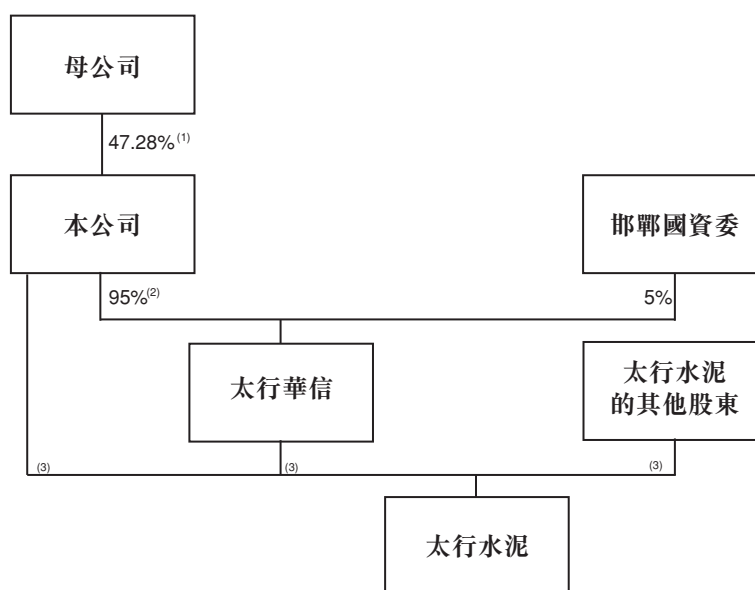 母公司
47.28%(1)
本公司
邯鄲國資委
95%(2)
5%
太行華信
太行水泥
的其他股東
(3)
(3)
(3)
太行水泥